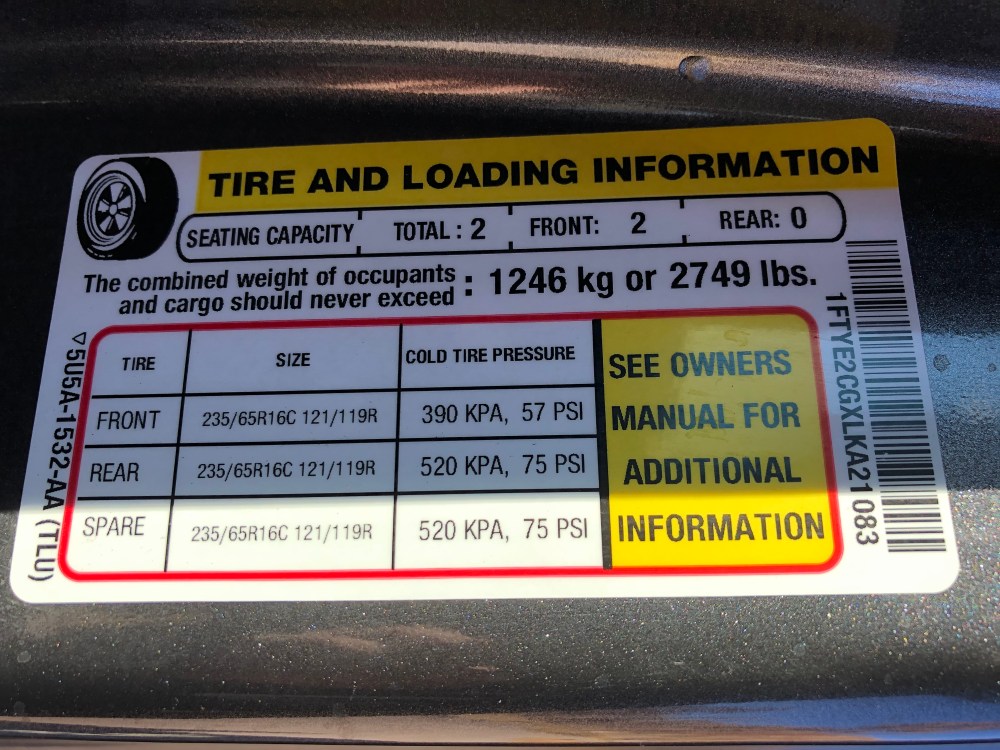 TIRE AND LOADING INFORMATION
SEATING CAPACITY TOTAL : 2 FRONT: 2 REAR: 0
The combined weight of occupants
and cargo should never exceed : 1246 kg or 2749 lbs.
TIRE SIZE COLD TIRE PRESSURE
FRONT 235/65R16C 121/119R 390 KPA, 57 PSI
REAR 235/65R16C 121/119R 520 KPA, 75 PSI
SPARE 235/65R16C 121/119R 520 KPA, 75 PSI
SEE OWNERS
MANUAL FOR
ADDITIONAL
INFORMATION
5U5A-1532-AA (TLU)
1FTYE2CGXLKA21083